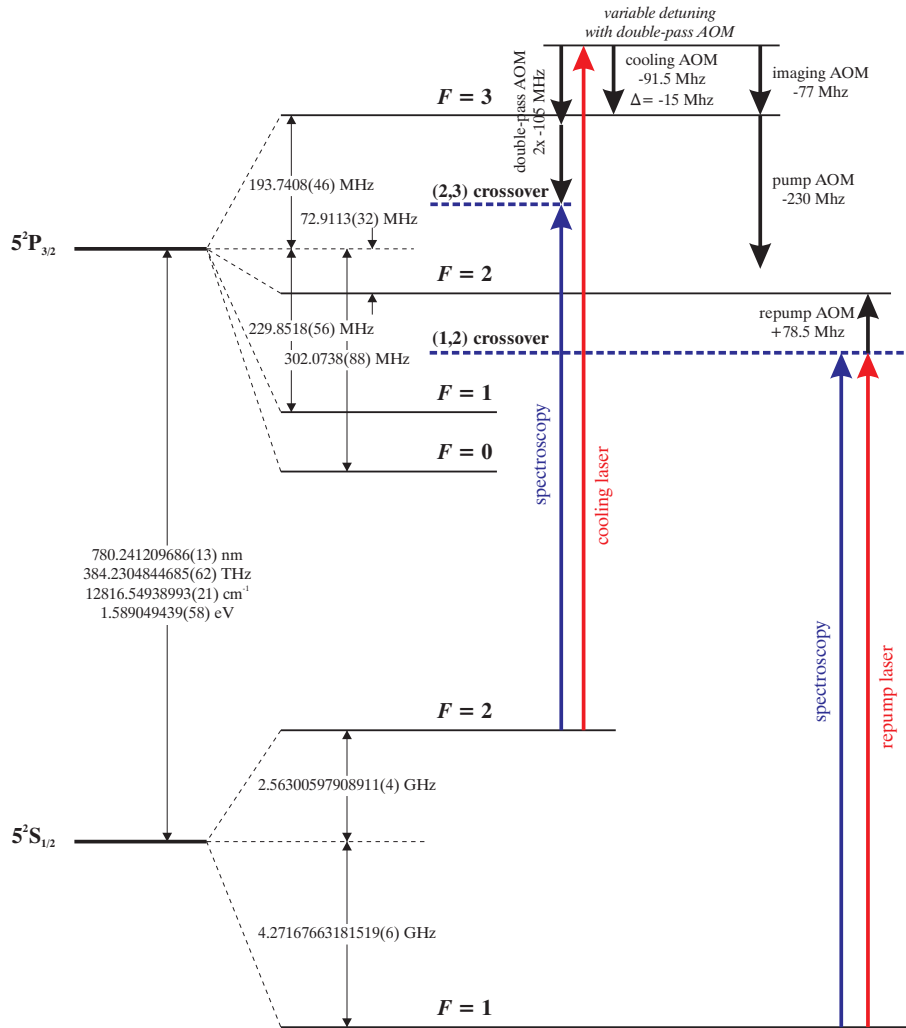 variable detuning
with double-pass AOM
double-pass AOM
2x -105 MHz
cooling AOM
-91.5 Mhz
Δ= -15 Mhz
imaging AOM
-77 Mhz
F = 3
193.7408(46) MHz
72.9113(32) MHz
(2,3) crossover
pump AOM
-230 Mhz
5²P₃/₂
F = 2
229.8518(56) MHz
302.0738(88) MHz
(1,2) crossover
repump AOM
+78.5 Mhz
F = 1
F = 0
spectroscopy
cooling laser
780.241209686(13) nm
384.2304844685(62) THz
12816.54938993(21) cm⁻¹
1.589049439(58) eV
spectroscopy
repump laser
F = 2
2.56300597908911(4) GHz
5²S₁/₂
4.27167663181519(6) GHz
F = 1